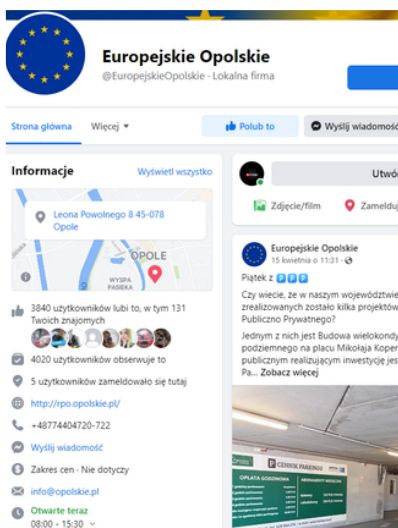 Europejskie Opolskie
@EuropejskieOpolskie · Lokalna firma
Strona główna
Więcej
Polub to
Wyślij wiadomość
Informacje
Wyświetl wszystko
Leona Powolnego 8 45-078
Opole
OPOLE
WYSPA
PASIEKA
3840 użytkowników lubi to, w tym 131
Twoich znajomych
4020 użytkowników obserwuje to
5 użytkowników zameldowało się tutaj
http://rpo.opolskie.pl/
+48774404720-722
Wyślij wiadomość
Zakres cen · Nie dotyczy
info@opolskie.pl
Otwarte teraz
08:00 - 15:30
Utwó
Zdjęcie/film
Zamelduj
Europejskie Opolskie
15 kwietnia o 11:31 ·
Piątek z 🅿🅿🅿
Czy wiecie, że w naszym województwie
zrealizowanych zostało kilka projektów
Publiczno Prywatnego?
Jednym z nich jest Budowa wielokondy
podziemnego na placu Mikołaja Koper
publicznym realizującym inwestycję jes
Pa... Zobacz więcej
P CENNIK PARKINGU
OPŁATA GODZINOWA